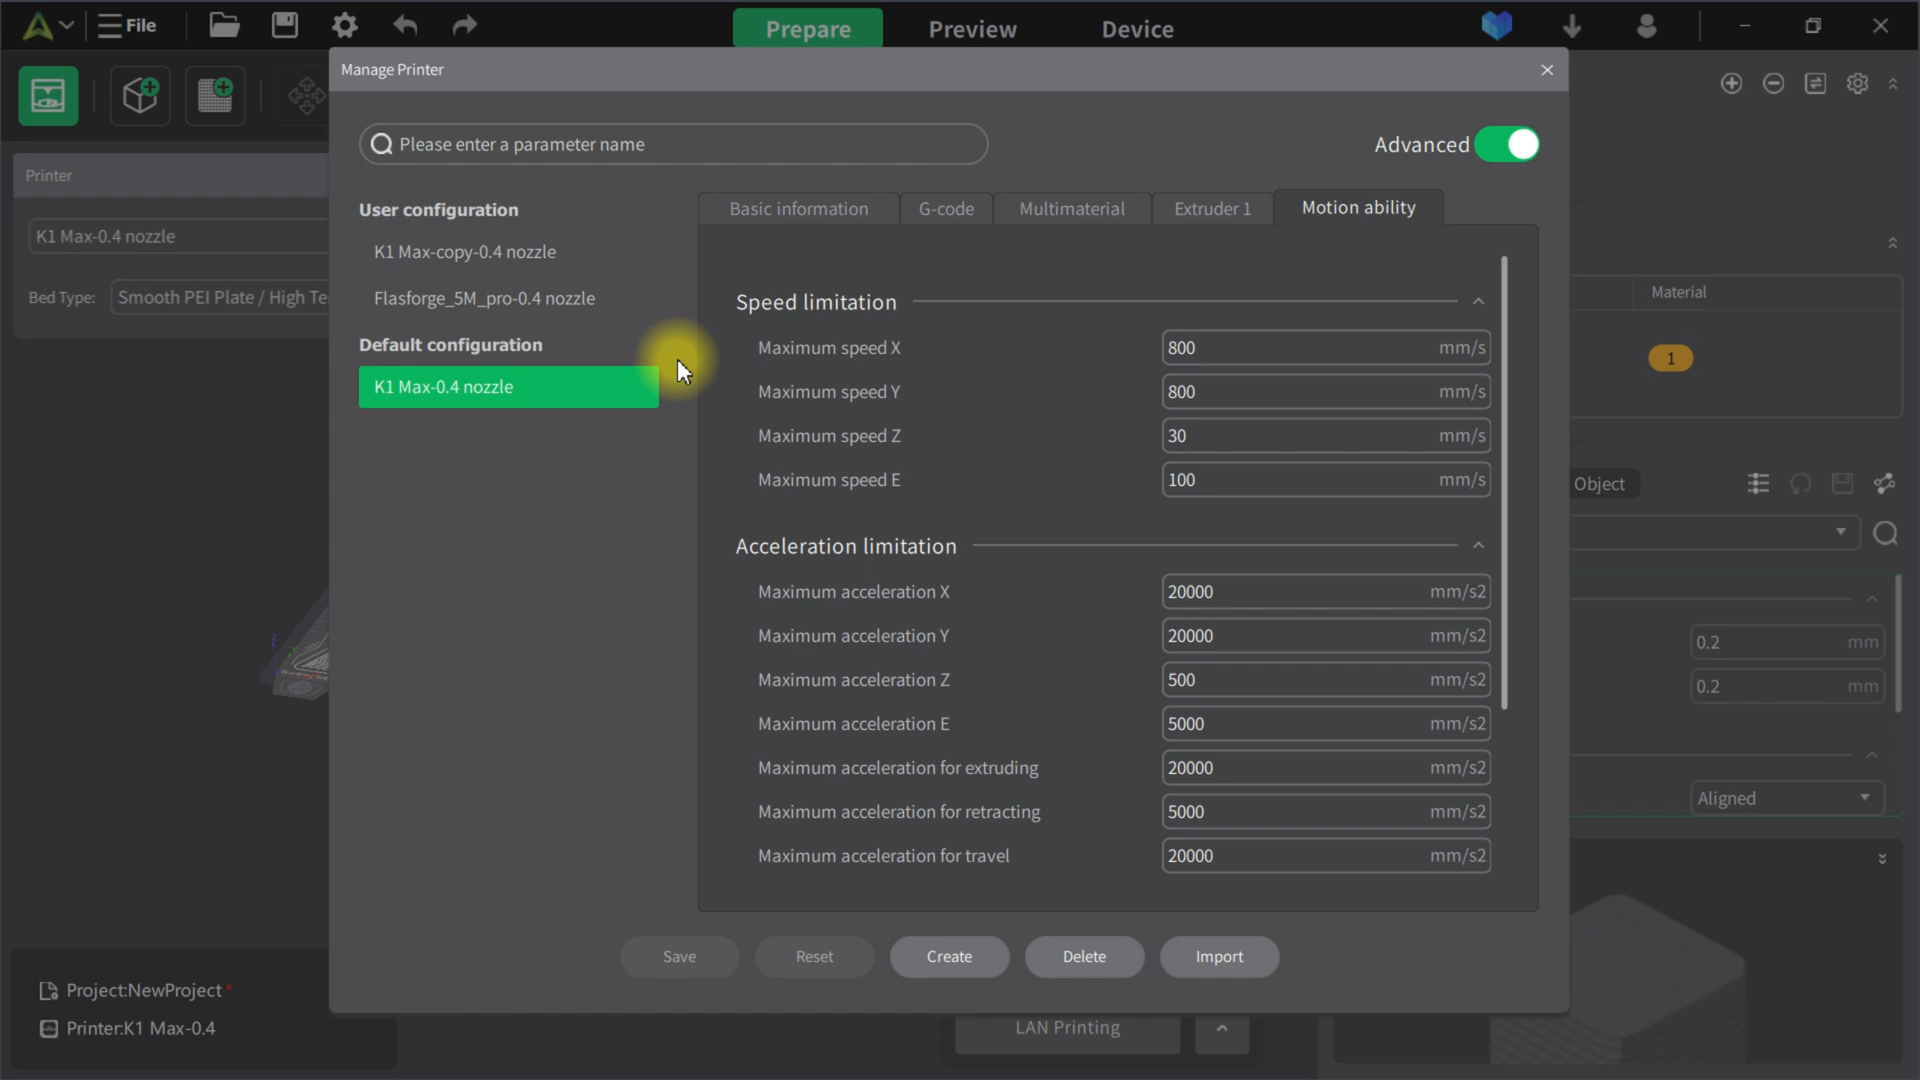 File
Prepare
Preview
Device
Manage Printer
Please enter a parameter name
Advanced
Printer
K1 Max-0.4 nozzle
Bed Type:
Smooth PEI Plate / High Te
User configuration
K1 Max-copy-0.4 nozzle
Flasforge_5M_pro-0.4 nozzle
Default configuration
K1 Max-0.4 nozzle
Basic information
G-code
Multimaterial
Extruder 1
Motion ability
Speed limitation
Maximum speed X
800 mm/s
Maximum speed Y
800 mm/s
Maximum speed Z
30 mm/s
Maximum speed E
100 mm/s
Acceleration limitation
Maximum acceleration X
20000 mm/s2
Maximum acceleration Y
20000 mm/s2
Maximum acceleration Z
500 mm/s2
Maximum acceleration E
5000 mm/s2
Maximum acceleration for extruding
20000 mm/s2
Maximum acceleration for retracting
5000 mm/s2
Maximum acceleration for travel
20000 mm/s2
Save
Reset
Create
Delete
Import
Material
1
Object
0.2 mm
0.2 mm
Aligned
Project:NewProject *
Printer:K1 Max-0.4
LAN Printing